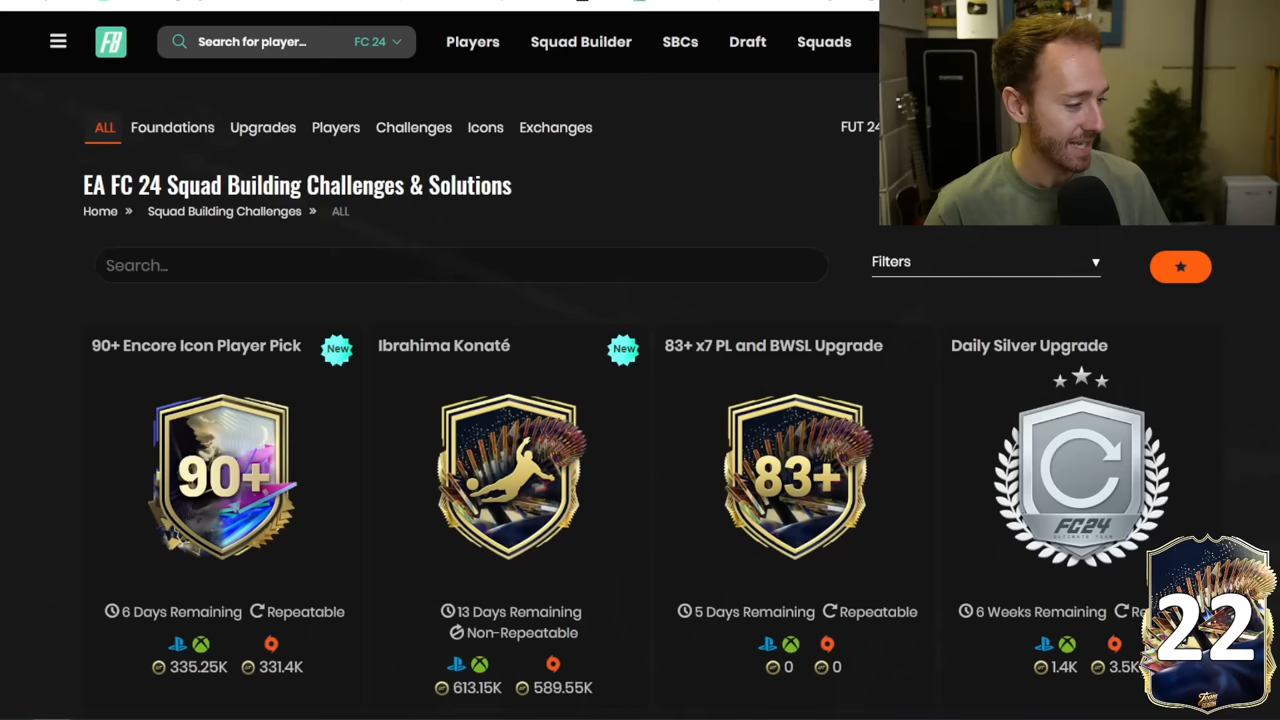 FB
Search for player...
FC 24
Players
Squad Builder
SBCs
Draft
Squads
ALL
Foundations
Upgrades
Players
Challenges
Icons
Exchanges
FUT 24
EA FC 24 Squad Building Challenges & Solutions
Home » Squad Building Challenges » ALL
Search...
Filters
90+ Encore Icon Player Pick
New
90+
6 Days Remaining
Repeatable
335.25K
331.4K
Ibrahima Konaté
New
13 Days Remaining
Non-Repeatable
613.15K
589.55K
83+ x7 PL and BWSL Upgrade
83+
5 Days Remaining
Repeatable
0
0
Daily Silver Upgrade
FC24
ULTIMATE TEAM
6 Weeks Remaining
Re
1.4K
3.5K
22